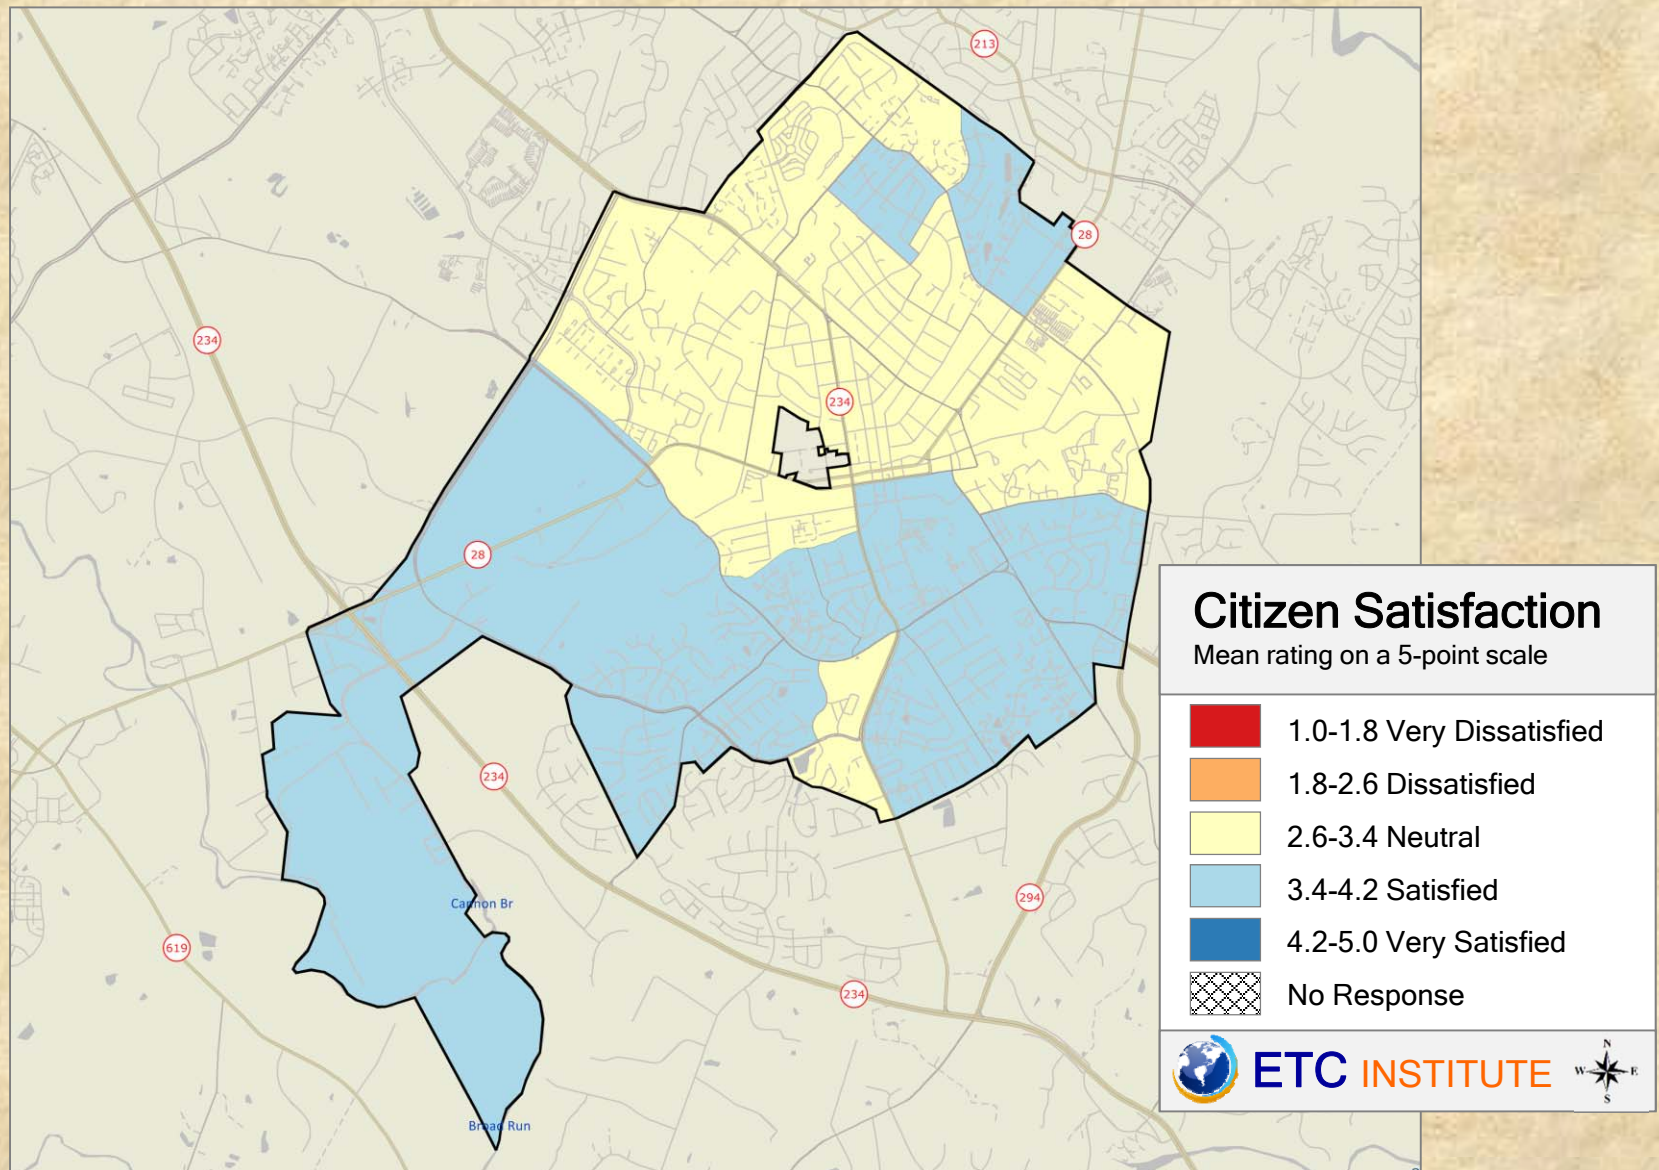 213
28
234
234
28
234
Cannon Br
294
619
234
Broad Run
Citizen Satisfaction
Mean rating on a 5-point scale
1.0-1.8 Very Dissatisfied
1.8-2.6 Dissatisfied
2.6-3.4 Neutral
3.4-4.2 Satisfied
4.2-5.0 Very Satisfied
No Response
ETC INSTITUTE
N
W E
S